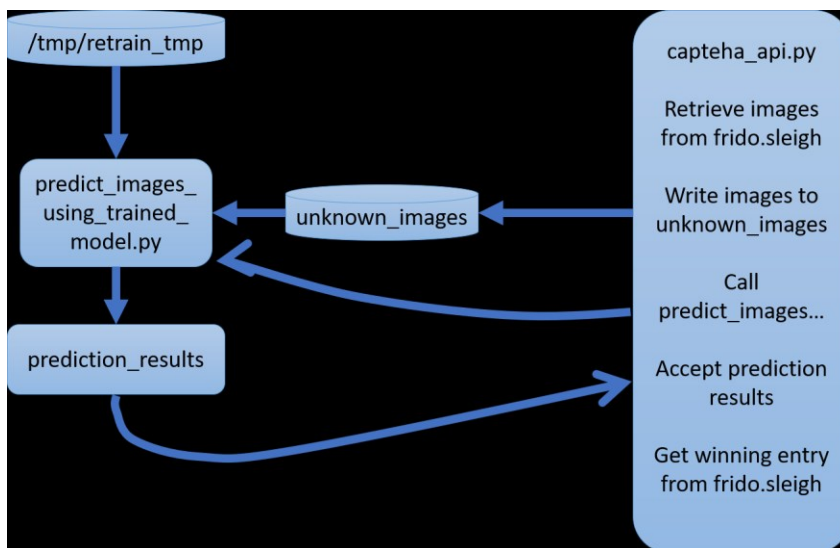 /tmp/retrain_tmp
predict_images_
using_trained_
model.py
unknown_images
prediction_results
capteha_api.py
Retrieve images
from frido.sleigh
Write images to
unknown_images
Call
predict_images...
Accept prediction
results
Get winning entry
from frido.sleigh